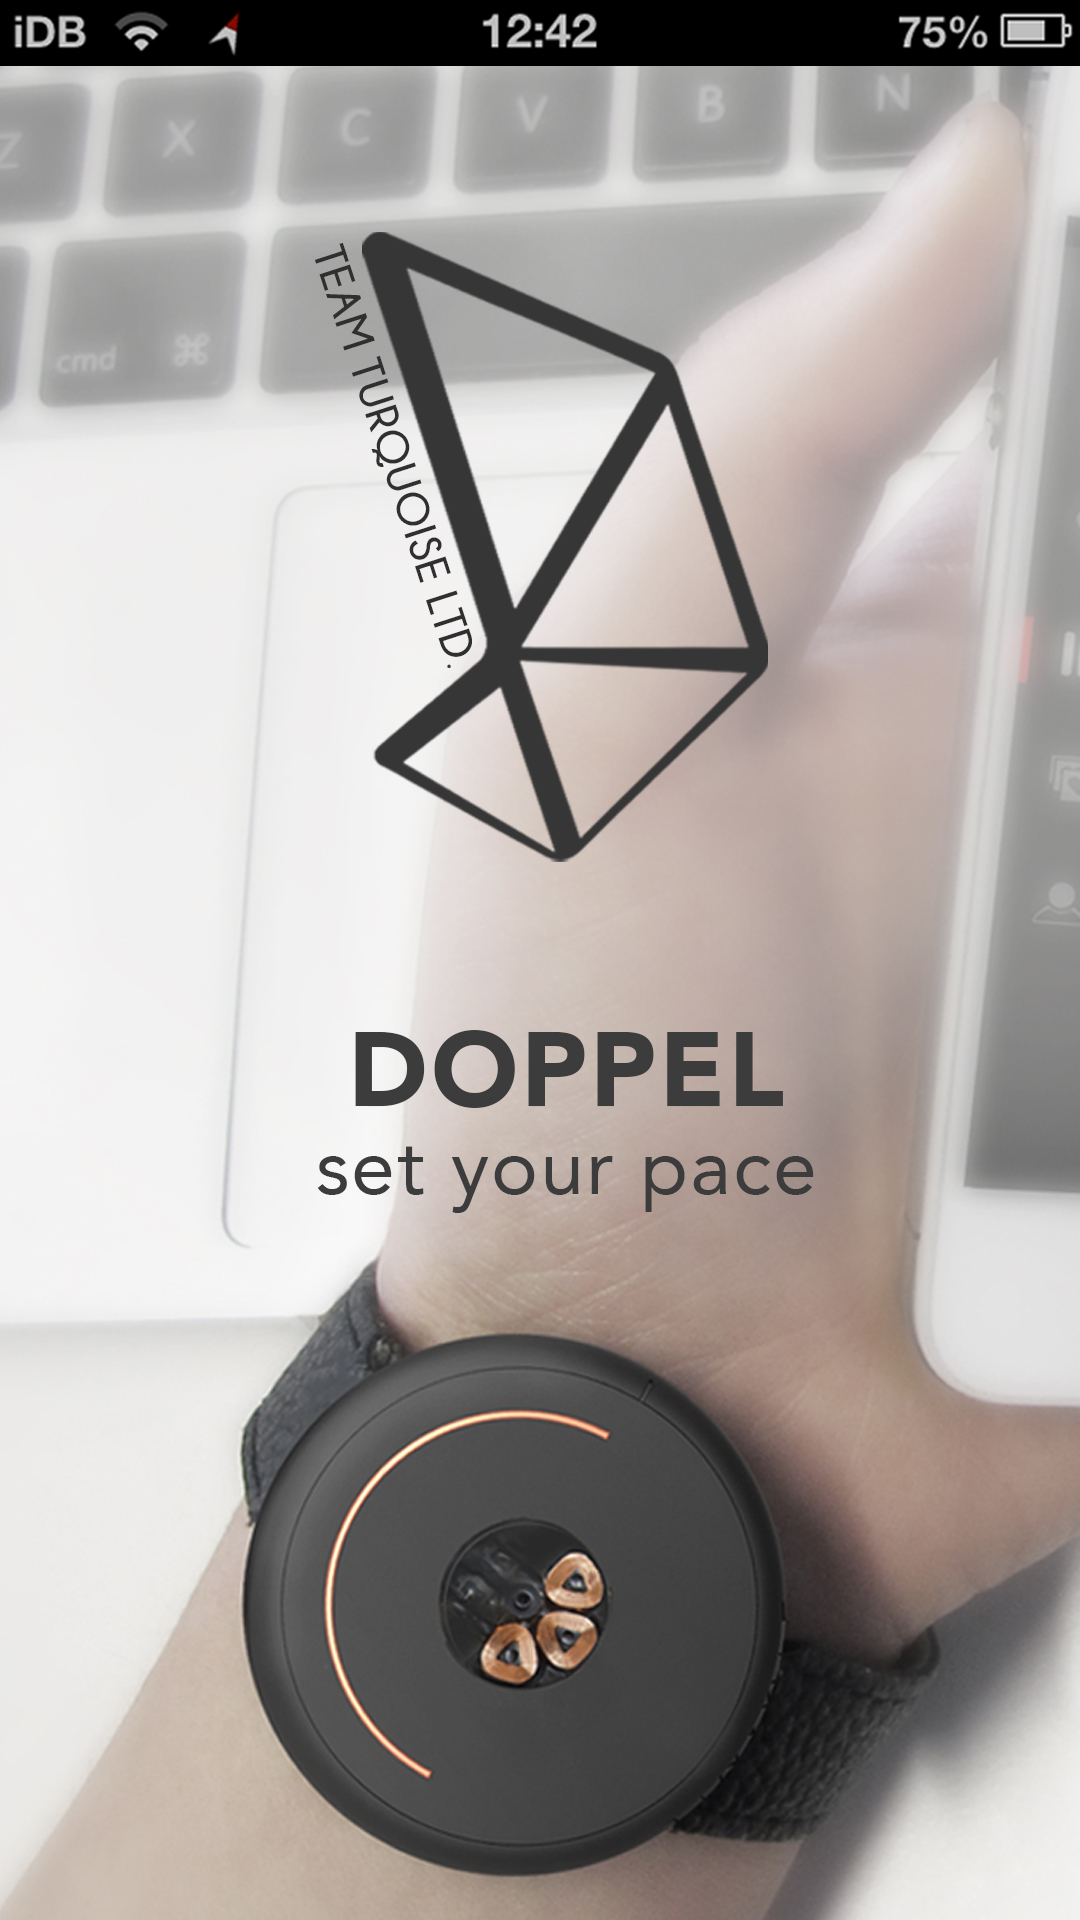 iDB 12:42 75%
Z X C V B N
cmd ⌘
TEAM TURQUOISE LTD.
DOPPEL
set your pace